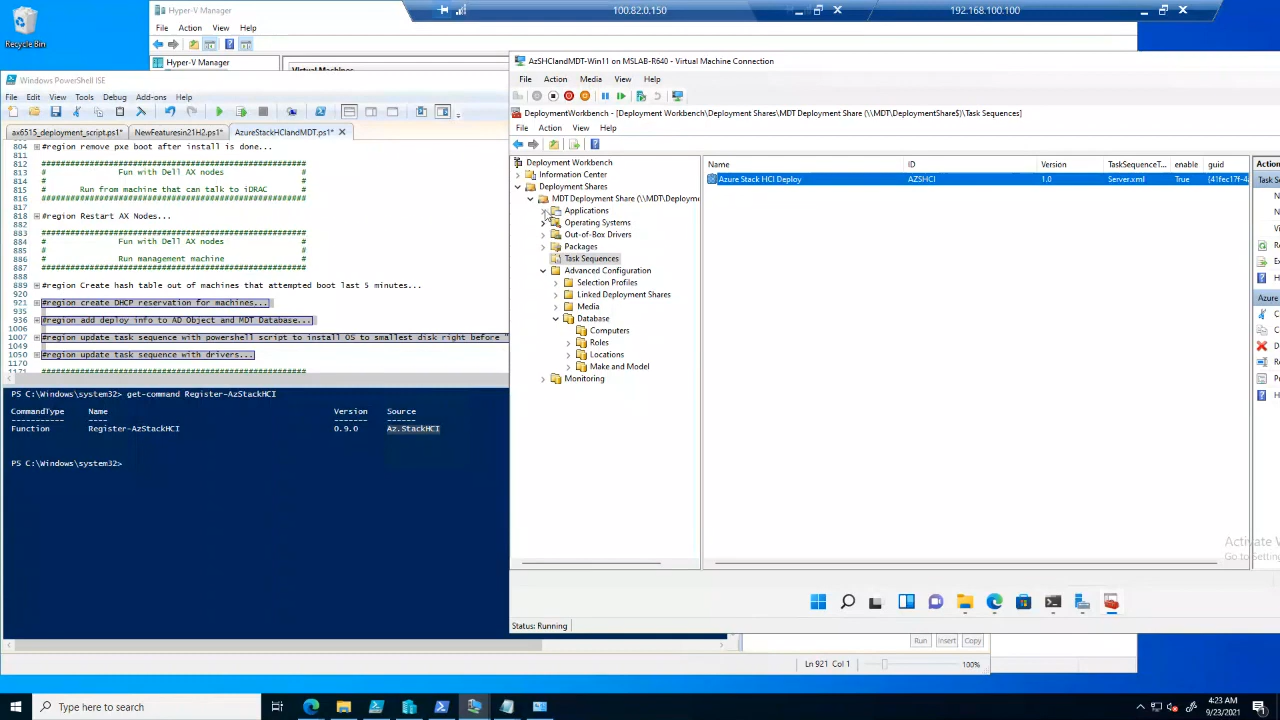 Recycle Bin
Hyper-V Manager
File Action View Help
Hyper-V Manager
Virtual Machines
100.82.0.150
192.168.100.100
Windows PowerShell ISE
File Edit View Tools Debug Add-ons Help
ax6515_deployment_script.ps1* NewFeaturesin21H2.ps1* AzureStackHCIandMDT.ps1*
804 #region remove pxe boot after install is done...
811
812 #######################################################
813 # Fun with Dell AX nodes #
814 # #
815 # Run from machine that can talk to iDRAC #
816 #######################################################
817
818 #region Restart AX Nodes...
883 #######################################################
884 # Fun with Dell AX nodes #
885 # #
886 # Run management machine #
887 #######################################################
888
889 #region Create hash table out of machines that attempted boot last 5 minutes...
920
921 #region create DHCP reservation for machines...
935
936 #region add deploy info to AD Object and MDT Database...
1006
1007 #region update task sequence with powershell script to install OS to smallest disk right before "
1049
1050 #region update task sequence with drivers...
1170
PS C:\Windows\system32> get-command Register-AzStackHCI
CommandType Name Version Source
----------- ---- ------- ------
Function Register-AzStackHCI 0.9.0 Az.StackHCI
PS C:\Windows\system32>
Run Insert Copy
Ln 921 Col 1 100%
AzSHCIandMDT-Win11 on MSLAB-R640 - Virtual Machine Connection
File Action Media View Help
DeploymentWorkbench - [Deployment Workbench\Deployment Shares\MDT Deployment Share (\\MDT\DeploymentShare$)\Task Sequences]
File Action View Help
Deployment Workbench
Information Center
Deployment Shares
MDT Deployment Share (\\MDT\Deployme
Applications
Operating Systems
Out-of-Box Drivers
Packages
Task Sequences
Advanced Configuration
Selection Profiles
Linked Deployment Shares
Media
Database
Computers
Roles
Locations
Make and Model
Monitoring
Name ID Version TaskSequenceT... enable guid
Azure Stack HCI Deploy AZSHCI 1.0 Server.xml True {41fec17f-4
Task S
Azure
Activate W
Go to Setting
Status: Running
Type here to search
4:23 AM
9/23/2021